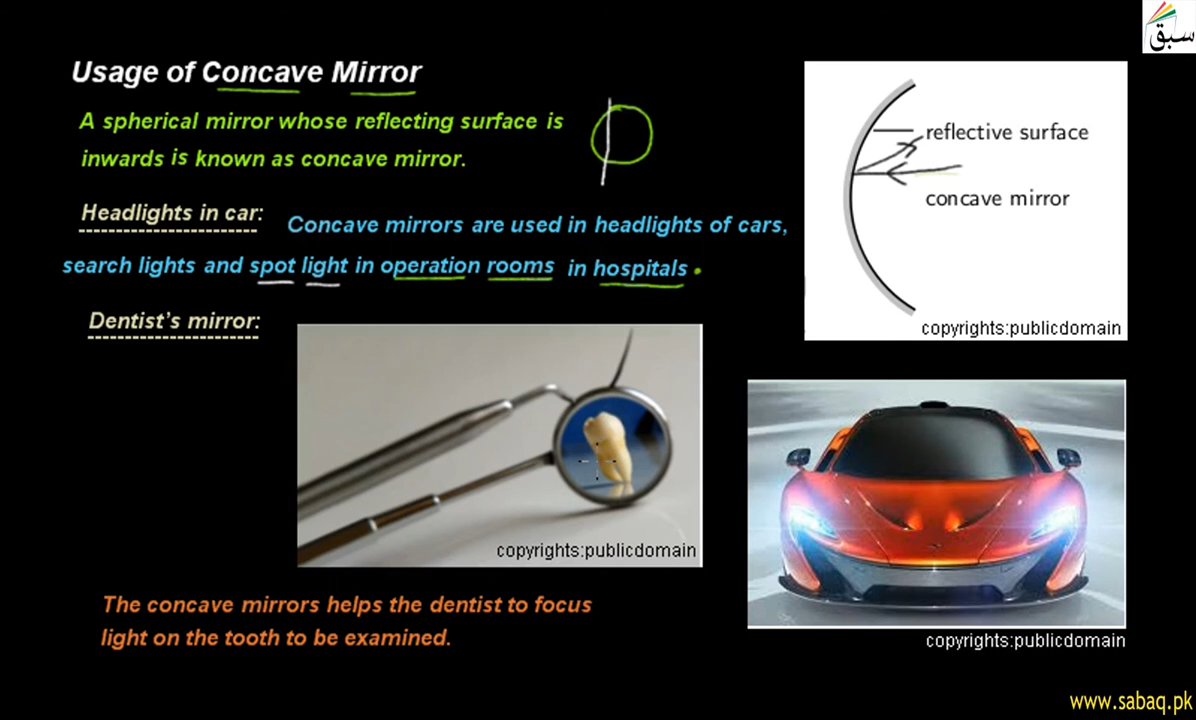 سبق
Usage of Concave Mirror
A spherical mirror whose reflecting surface is
inwards is known as concave mirror.
reflective surface
concave mirror
copyrights:publicdomain
Headlights in car:
Concave mirrors are used in headlights of cars,
search lights and spot light in operation rooms in hospitals.
Dentist's mirror:
copyrights:publicdomain
The concave mirrors helps the dentist to focus
light on the tooth to be examined.
copyrights:publicdomain
www.sabaq.pk